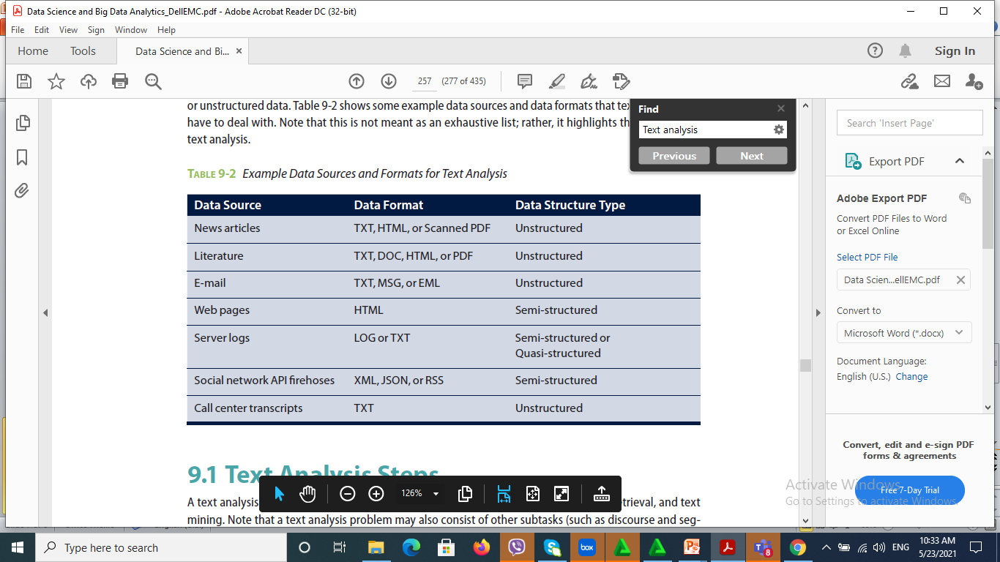 Data Science and Big Data Analytics_DellEMC.pdf - Adobe Acrobat Reader DC (32-bit)
File Edit View Sign Window Help
Home Tools Data Science and Bi... Sign In
257 (277 of 435)
or unstructured data. Table 9-2 shows some example data sources and data formats that
have to deal with. Note that this is not meant as an exhaustive list; rather, it highlights
text analysis.
Find
Text analysis
Previous Next
TABLE 9-2 Example Data Sources and Formats for Text Analysis
Data Source Data Format Data Structure Type
News articles TXT, HTML, or Scanned PDF Unstructured
Literature TXT, DOC, HTML, or PDF Unstructured
E-mail TXT, MSG, or EML Unstructured
Web pages HTML Semi-structured
Server logs LOG or TXT Semi-structured or
Quasi-structured
Social network API firehoses XML, JSON, or RSS Semi-structured
Call center transcripts TXT Unstructured
9.1 Text Analysis Steps
A text analysis trieval, and text
mining. Note that a text analysis problem may also consist of other subtasks (such as discourse and seg-
126%
Search 'Insert Page'
Export PDF
Adobe Export PDF
Convert PDF Files to Word
or Excel Online
Select PDF File
Data Scien...ellEMC.pdf
Convert to
Microsoft Word (*.docx)
Document Language:
English (U.S.) Change
Convert, edit and e-sign PDF
forms & agreements
Free 7-Day Trial
Activate Windows
Go to Settings to activate Windows.
Type here to search
box
8
ENG
10:33 AM
5/23/2021